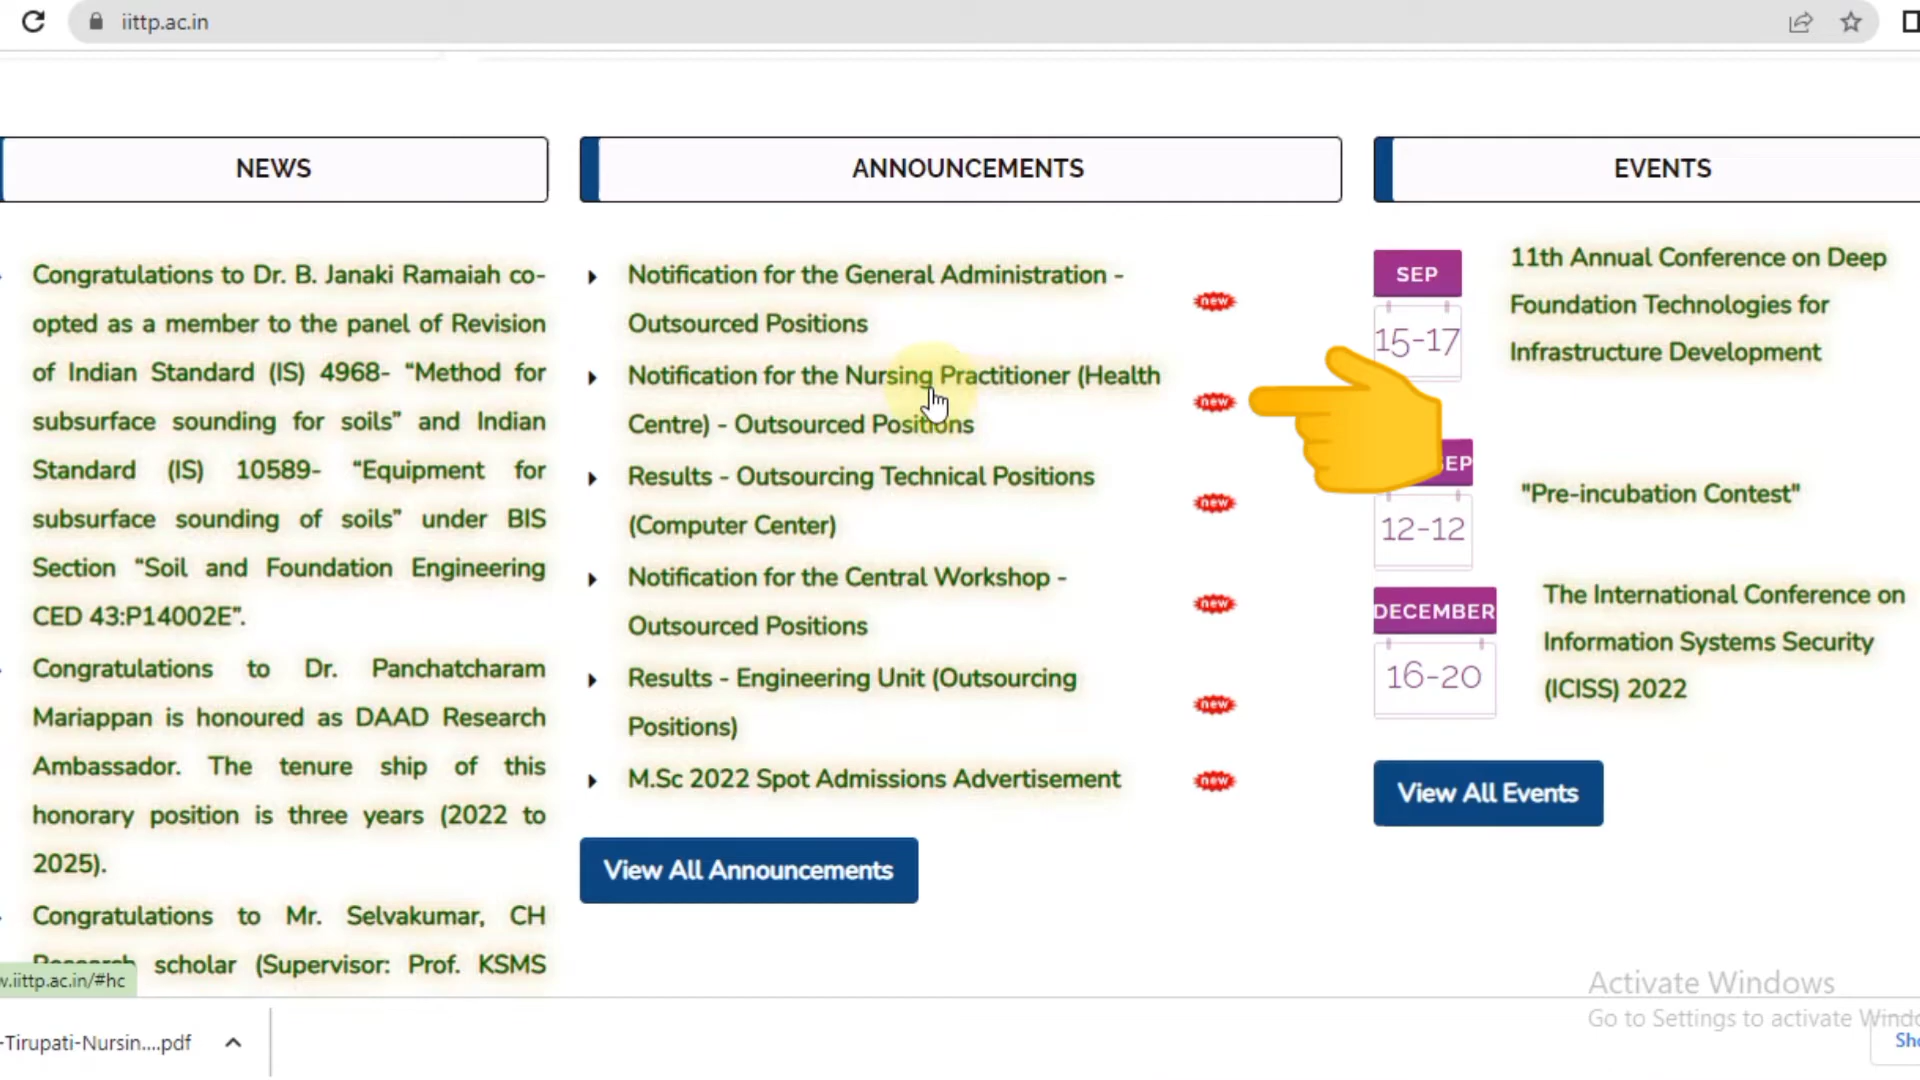 iittp.ac.in
NEWS
Congratulations to Dr. B. Janaki Ramaiah co-
opted as a member to the panel of Revision
of Indian Standard (IS) 4968- “Method for
subsurface sounding for soils” and Indian
Standard (IS) 10589- “Equipment for
subsurface sounding of soils” under BIS
Section “Soil and Foundation Engineering
CED 43:P14002E”.
Congratulations to Dr. Panchatcharam
Mariappan is honoured as DAAD Research
Ambassador. The tenure ship of this
honorary position is three years (2022 to
2025).
Congratulations to Mr. Selvakumar, CH
Research scholar (Supervisor: Prof. KSMS
ANNOUNCEMENTS
Notification for the General Administration -
Outsourced Positions
new
Notification for the Nursing Practitioner (Health
Centre) - Outsourced Positions
new
Results - Outsourcing Technical Positions
(Computer Center)
new
Notification for the Central Workshop -
Outsourced Positions
new
Results - Engineering Unit (Outsourcing
Positions)
new
M.Sc 2022 Spot Admissions Advertisement
new
View All Announcements
EVENTS
SEP
15-17
11th Annual Conference on Deep
Foundation Technologies for
Infrastructure Development
EP
12-12
"Pre-incubation Contest"
DECEMBER
16-20
The International Conference on
Information Systems Security
(ICISS) 2022
View All Events
w.iittp.ac.in/#hc
Activate Windows
Go to Settings to activate Windo
-Tirupati-Nursin....pdf
Sho